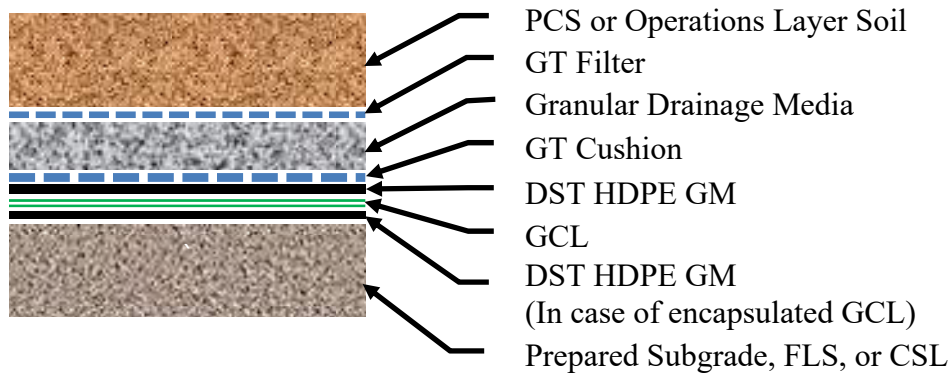 PCS or Operations Layer Soil
GT Filter
Granular Drainage Media
GT Cushion
DST HDPE GM
GCL
DST HDPE GM
(In case of encapsulated GCL)
Prepared Subgrade, FLS, or CSL